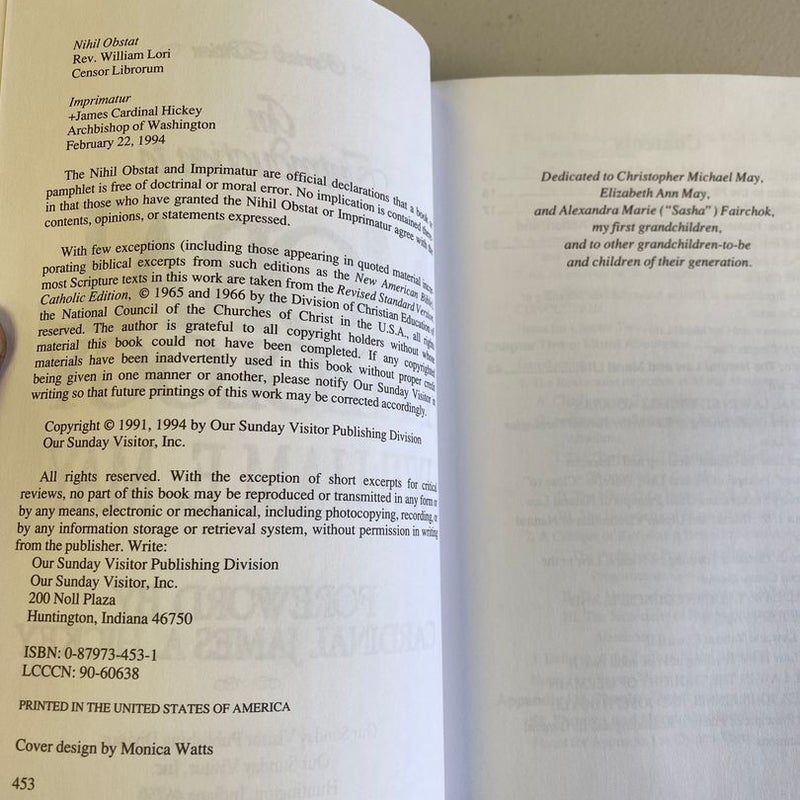 Nihil Obstat
Rev. William Lori
Censor Librorum
Imprimatur
+James Cardinal Hickey
Archbishop of Washington
February 22, 1994
The Nihil Obstat and Imprimatur are official declarations that a book or
pamphlet is free of doctrinal or moral error. No implication is contained there-
in that those who have granted the Nihil Obstat or Imprimatur agree with the
contents, opinions, or statements expressed.
With few exceptions (including those appearing in quoted material incor-
porating biblical excerpts from such editions as the New American Bible,
most Scripture texts in this work are taken from the Revised Standard Version
Catholic Edition, © 1965 and 1966 by the Division of Christian Education of
the National Council of the Churches of Christ in the U.S.A., all rights
reserved. The author is grateful to all copyright holders without whose
material this book could not have been completed. If any copyrighted
materials have been inadvertently used in this book without proper credit
being given in one manner or another, please notify Our Sunday Visitor in
writing so that future printings of this work may be corrected accordingly.
Copyright © 1991, 1994 by Our Sunday Visitor Publishing Division
Our Sunday Visitor, Inc.
All rights reserved. With the exception of short excerpts for critical
reviews, no part of this book may be reproduced or transmitted in any form or
by any means, electronic or mechanical, including photocopying, recording, or
by any information storage or retrieval system, without permission in writing
from the publisher. Write:
Our Sunday Visitor Publishing Division
Our Sunday Visitor, Inc.
200 Noll Plaza
Huntington, Indiana 46750
ISBN: 0-87973-453-1
LCCCN: 90-60638
PRINTED IN THE UNITED STATES OF AMERICA
Cover design by Monica Watts
453
Dedicated to Christopher Michael May,
Elizabeth Ann May,
and Alexandra Marie ("Sasha") Fairchok,
my first grandchildren,
and to other grandchildren-to-be
and children of their generation.